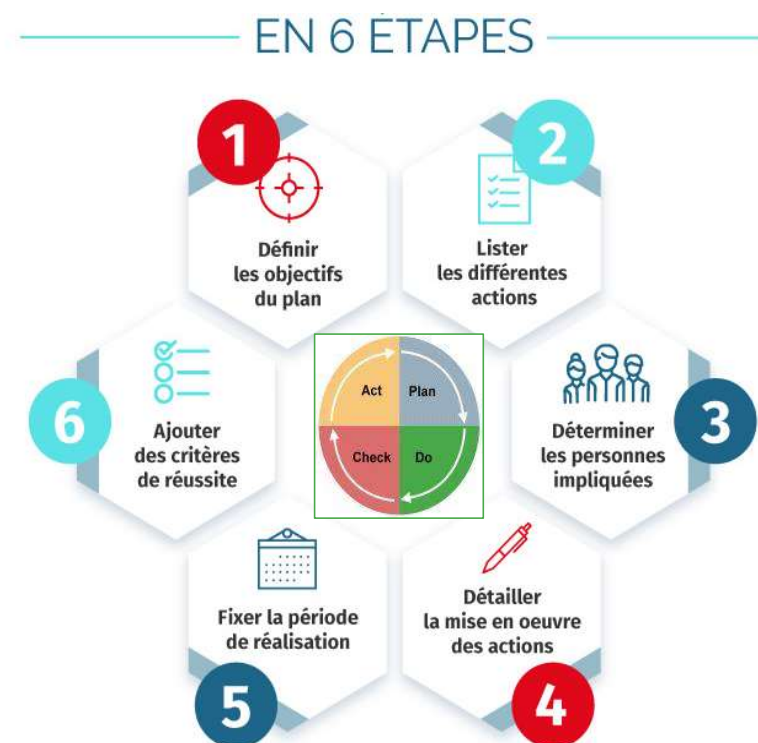 EN 6 ÉTAPES
1
Définir
les objectifs
du plan
2
Lister
les différentes
actions
3
Déterminer
les personnes
impliquées
4
Détailler
la mise en oeuvre
des actions
5
Fixer la période
de réalisation
6
Ajouter
des critères
de réussite
Act
Plan
Check
Do